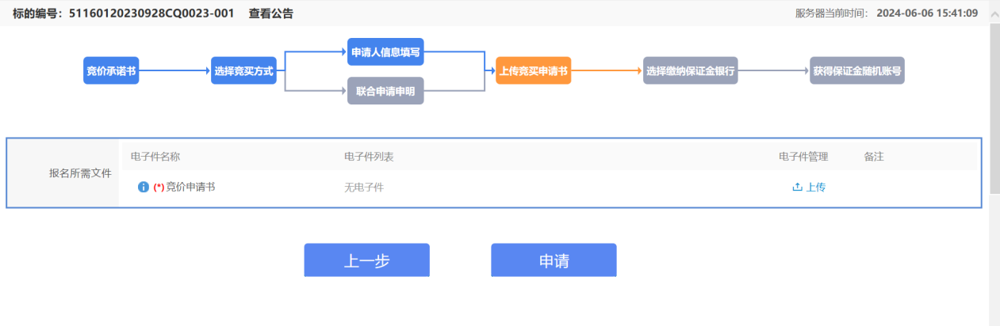 标的编号：51160120230928CQ0023-001 查看公告 服务器当前时间： 2024-06-06 15:41:09
申请人信息填写
竞价承诺书 选择竞买方式 上传竞买申请书 选择缴纳保证金银行 获得保证金随机账号
联合申请申明
电子件名称 电子件列表 电子件管理 备注
报名所需文件
(*) 竞价申请书 无电子件 上传
上一步 申请